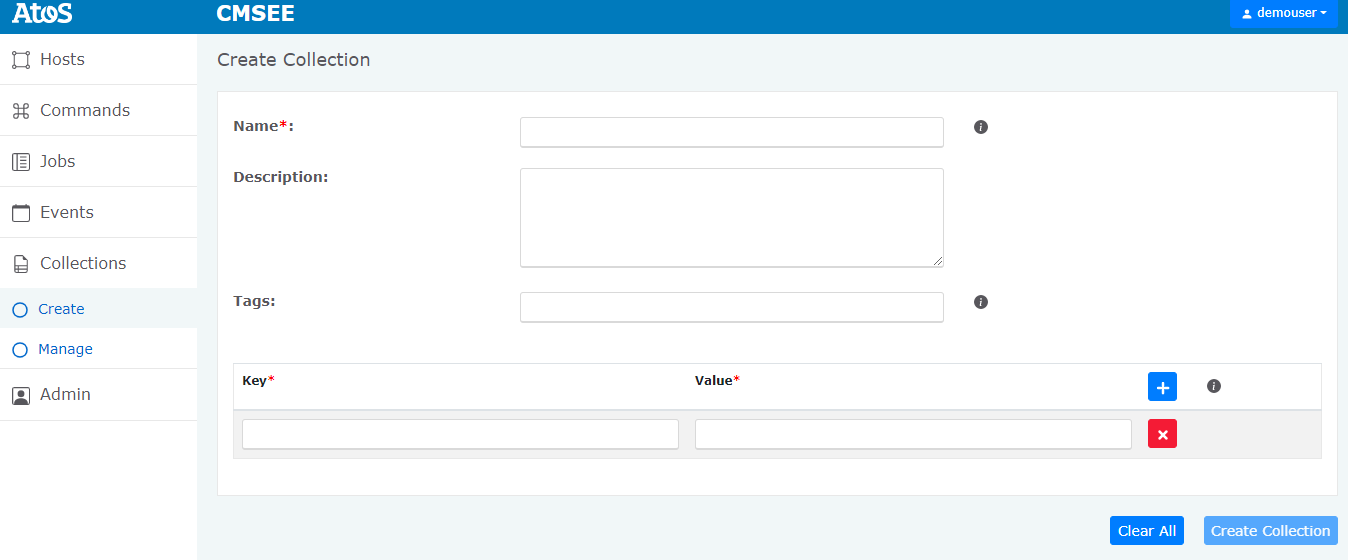 Atos
CMSEE
demouser
Hosts
Commands
Jobs
Events
Collections
Create
Manage
Admin
Create Collection
Name*:
Description:
Tags:
Key* Value*
Clear All Create Collection